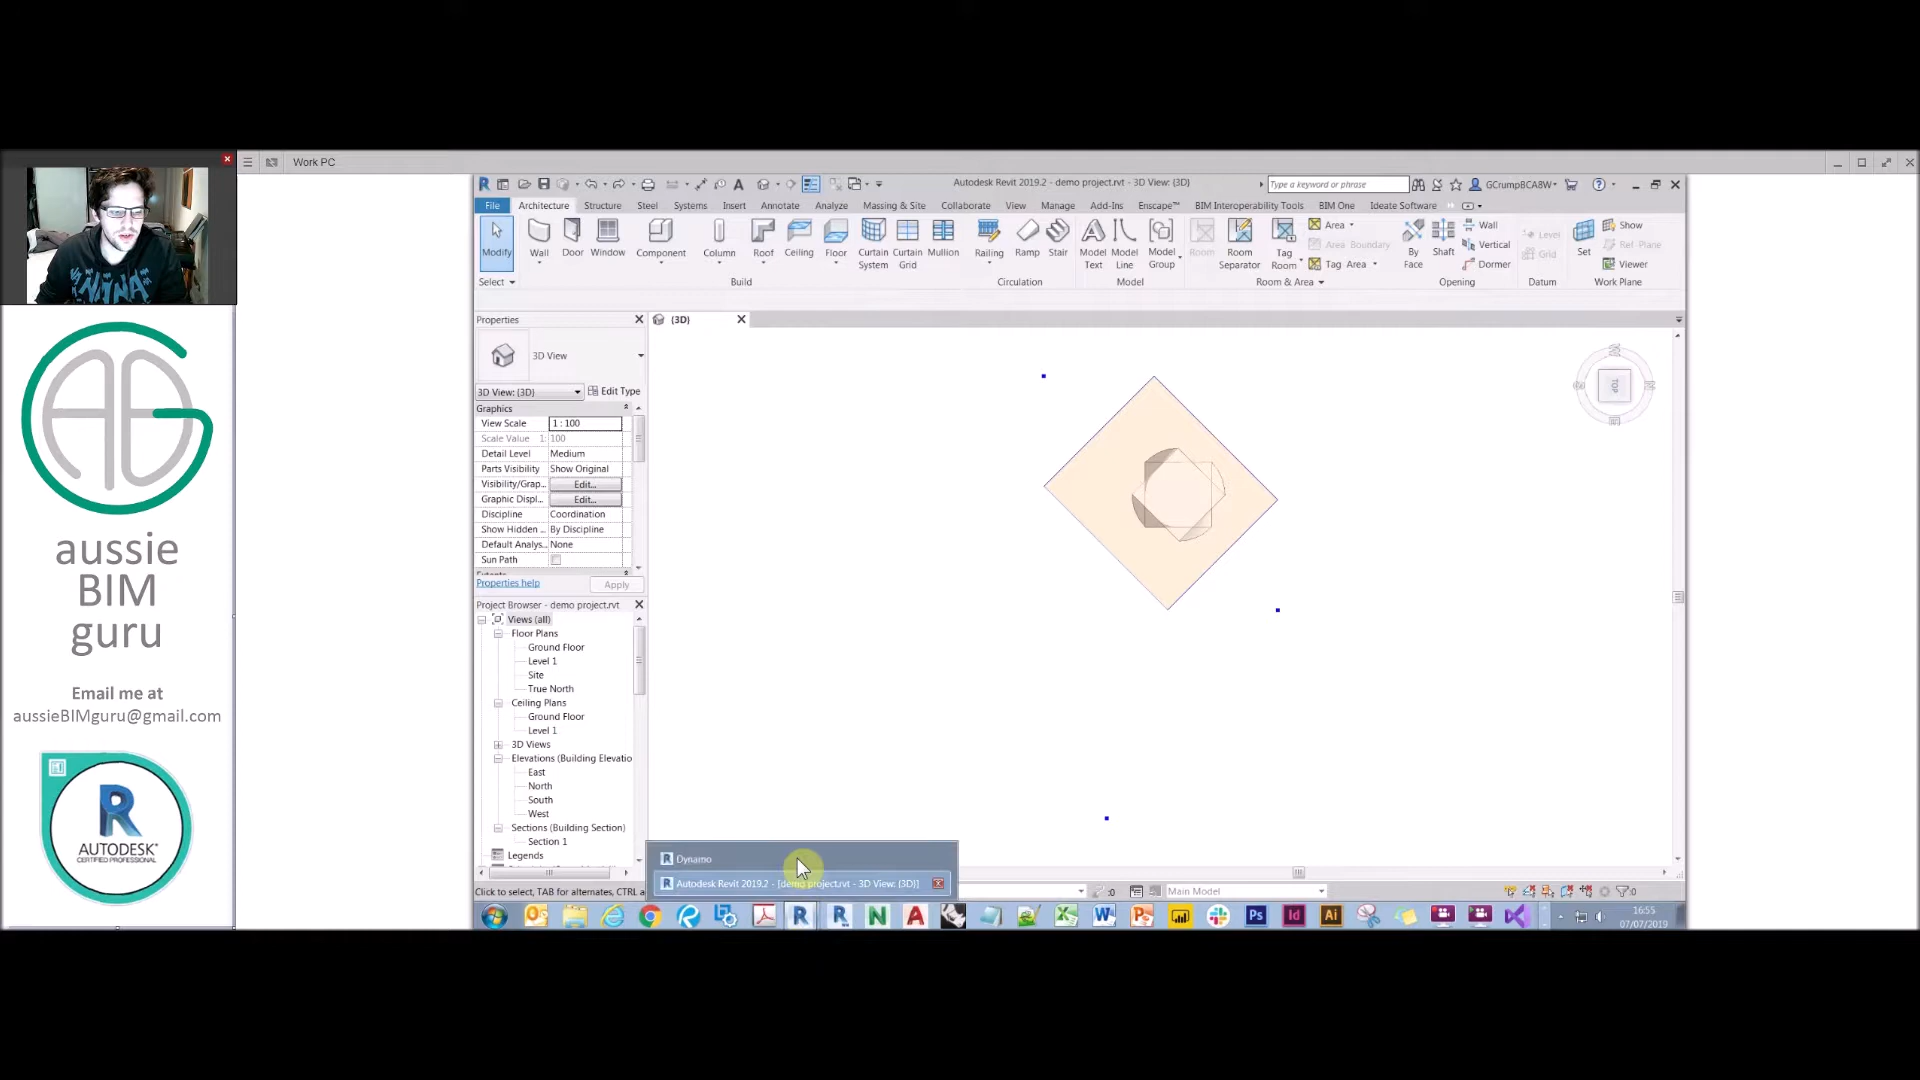 Work PC
Autodesk Revit 2019.2 - demo project.rvt - 3D View: {3D}
Type a keyword or phrase
GCrumpBCA8W
File
Architecture
Structure
Steel
Systems
Insert
Annotate
Analyze
Massing & Site
Collaborate
View
Manage
Add-Ins
Enscape™
BIM Interoperability Tools
BIM One
Ideate Software
Modify
Wall
Door
Window
Component
Column
Roof
Ceiling
Floor
Curtain System
Curtain Grid
Mullion
Railing
Ramp
Stair
Model Text
Model Line
Model Group
Room
Room Separator
Tag Room
Area
Area Boundary
Tag Area
By Face
Shaft
Wall
Vertical
Dormer
Level
Grid
Set
Show
Ref Plane
Viewer
Select
Build
Circulation
Model
Room & Area
Opening
Datum
Work Plane
Properties
{3D}
3D View
3D View: {3D}
Edit Type
Graphics
View Scale 1 : 100
Scale Value 1: 100
Detail Level Medium
Parts Visibility Show Original
Visibility/Grap... Edit...
Graphic Displ... Edit...
Discipline Coordination
Show Hidden ... By Discipline
Default Analys... None
Sun Path
Properties help
Apply
TOP
Project Browser - demo project.rvt
Views (all)
Floor Plans
Ground Floor
Level 1
Site
True North
Ceiling Plans
Ground Floor
Level 1
3D Views
Elevations (Building Elevatio
East
North
South
West
Sections (Building Section)
Section 1
Legends
Dynamo
Autodesk Revit 2019.2 - [demo project.rvt - 3D View: {3D}]
Click to select, TAB for alternates, CTRL a
:0
Main Model
:0
16:55
07/07/2019
aussie
BIM
guru
Email me at
aussieBIMguru@gmail.com
R
AUTODESK
CERTIFIED PROFESSIONAL